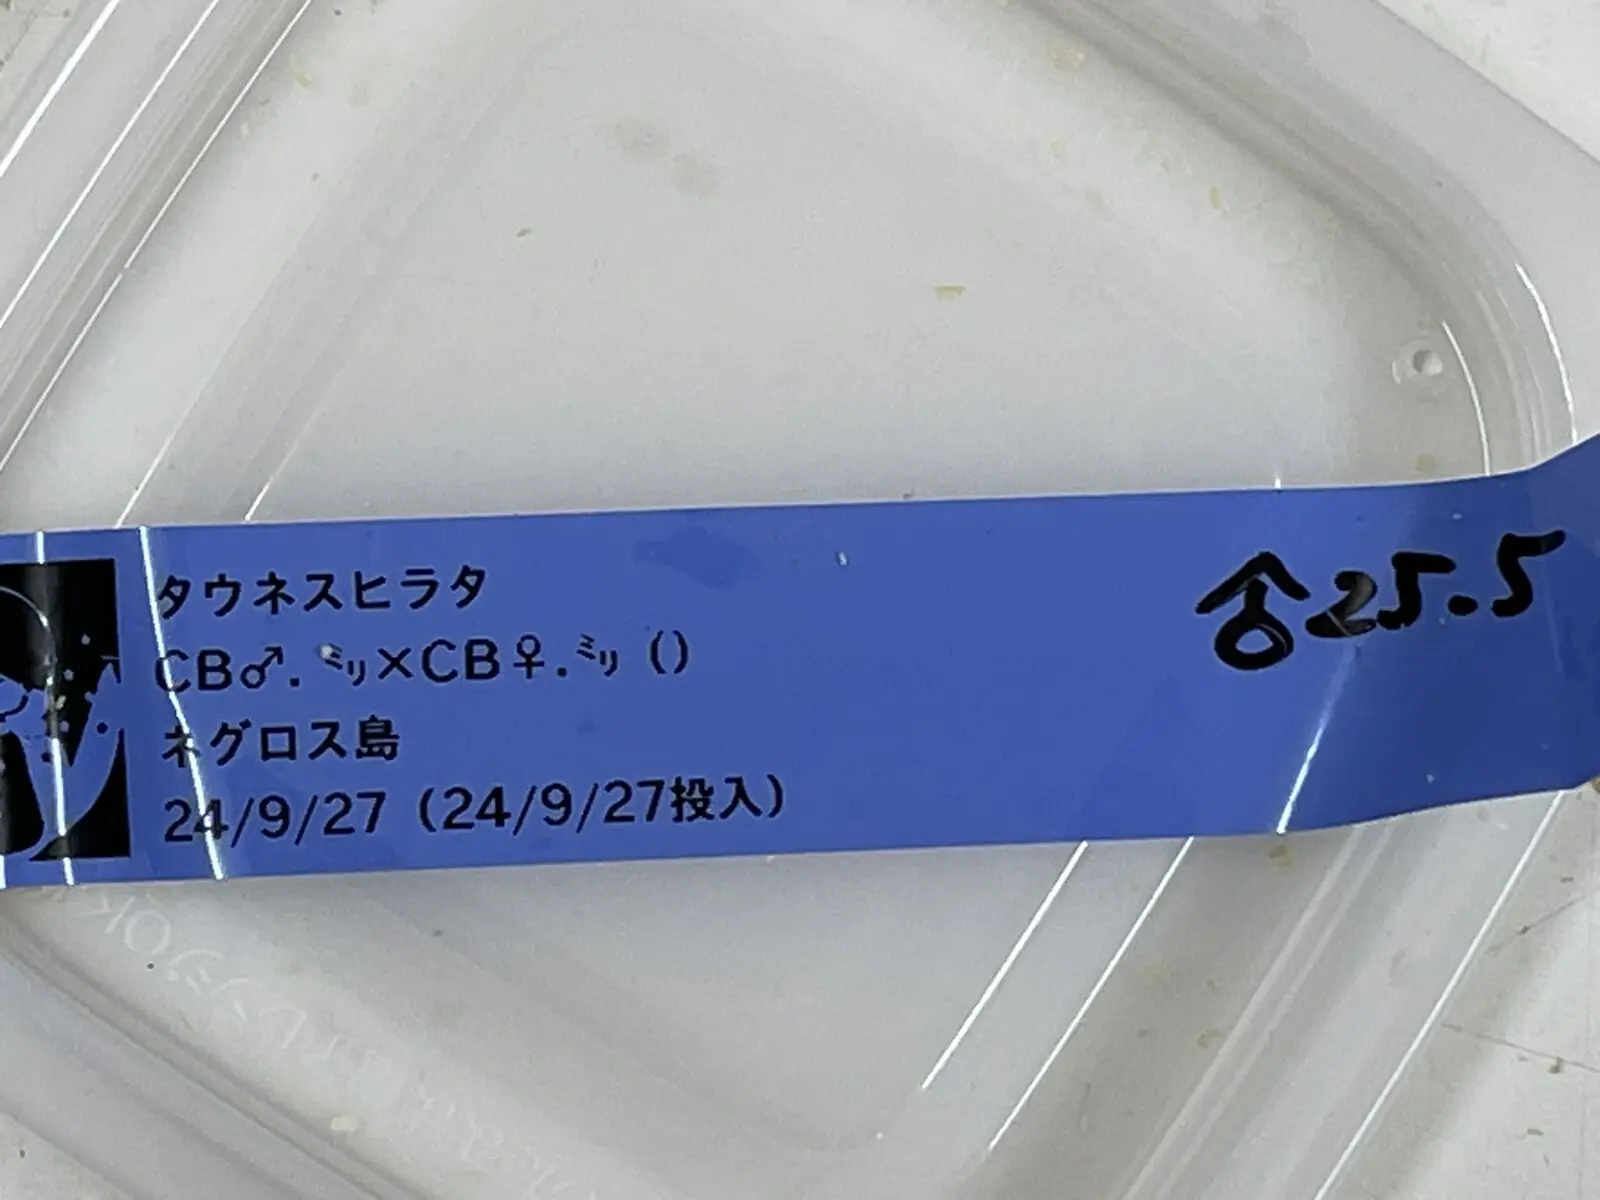 タウネスヒラタ
CB♂. ﾐﾘ×CB♀.ﾐﾘ ()
ネグロス島
24/9/27 (24/9/27投入)
♂25.5